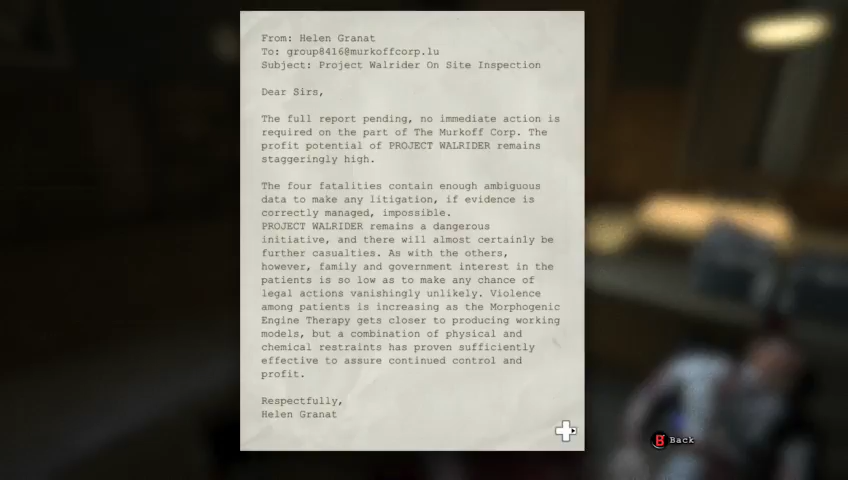 From: Helen Granat
To: group8416@murkoffcorp.lu
Subject: Project Walrider On Site Inspection
Dear Sirs,
The full report pending, no immediate action is
required on the part of The Murkoff Corp. The
profit potential of PROJECT WALRIDER remains
staggeringly high.
The four fatalities contain enough ambiguous
data to make any litigation, if evidence is
correctly managed, impossible.
PROJECT WALRIDER remains a dangerous
initiative, and there will almost certainly be
further casualties. As with the others,
however, family and government interest in the
patients is so low as to make any chance of
legal actions vanishingly unlikely. Violence
among patients is increasing as the Morphogenic
Engine Therapy gets closer to producing working
models, but a combination of physical and
chemical restraints has proven sufficiently
effective to assure continued control and
profit.
Respectfully,
Helen Granat
B Back